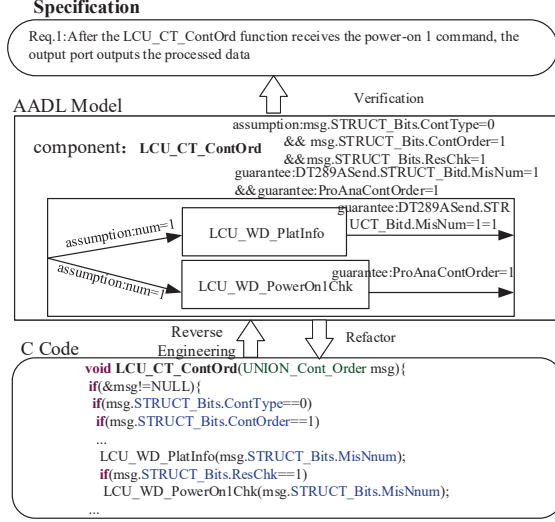 Specification
Req.1:After the LCU_CT_ContOrd function receives the power-on 1 command, the
output port outputs the processed data
Verification
AADL Model
assumption:msg.STRUCT_Bits.ContType=0
component: LCU_CT_ContOrd
&& msg.STRUCT_Bits.ContOrder=1
&&msg.STRUCT_Bits.ResChk=1
guarantee:DT289ASend.STRUCT_Bitd.MisNum=1
&&guarantee:ProAnaContOrder=1
assumption:num=1
LCU_WD_PlatInfo
guarantee:DT289ASend.STR
UCT_Bitd.MisNum=1=1
assumption:num=1
LCU_WD_PowerOn1Chk
guarantee:ProAnaContOrder=1
Reverse
Engineering
Refactor
C Code
void LCU_CT_ContOrd(UNION_Cont_Order msg){
if(&msg!=NULL){
if(msg.STRUCT_Bits.ContType==0)
if(msg.STRUCT_Bits.ContOrder==1)
...
LCU_WD_PlatInfo(msg.STRUCT_Bits.MisNnum);
if(msg.STRUCT_Bits.ResChk==1)
LCU_WD_PowerOn1Chk(msg.STRUCT_Bits.MisNnum);
...